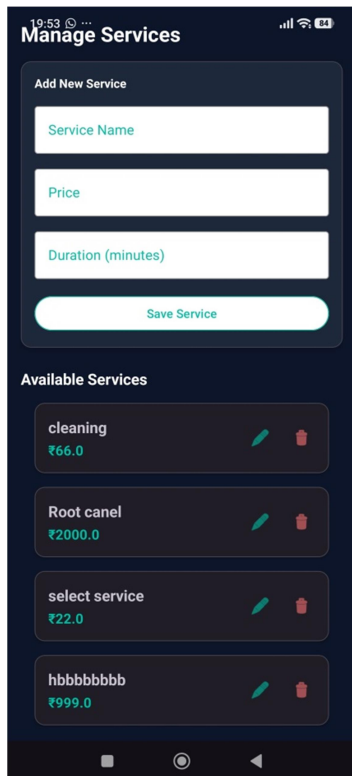 19:53 ...
84
Manage Services
Add New Service
Service Name
Price
Duration (minutes)
Save Service
Available Services
cleaning
₹66.0
Root canel
₹2000.0
select service
₹22.0
hbbbbbbbb
₹999.0